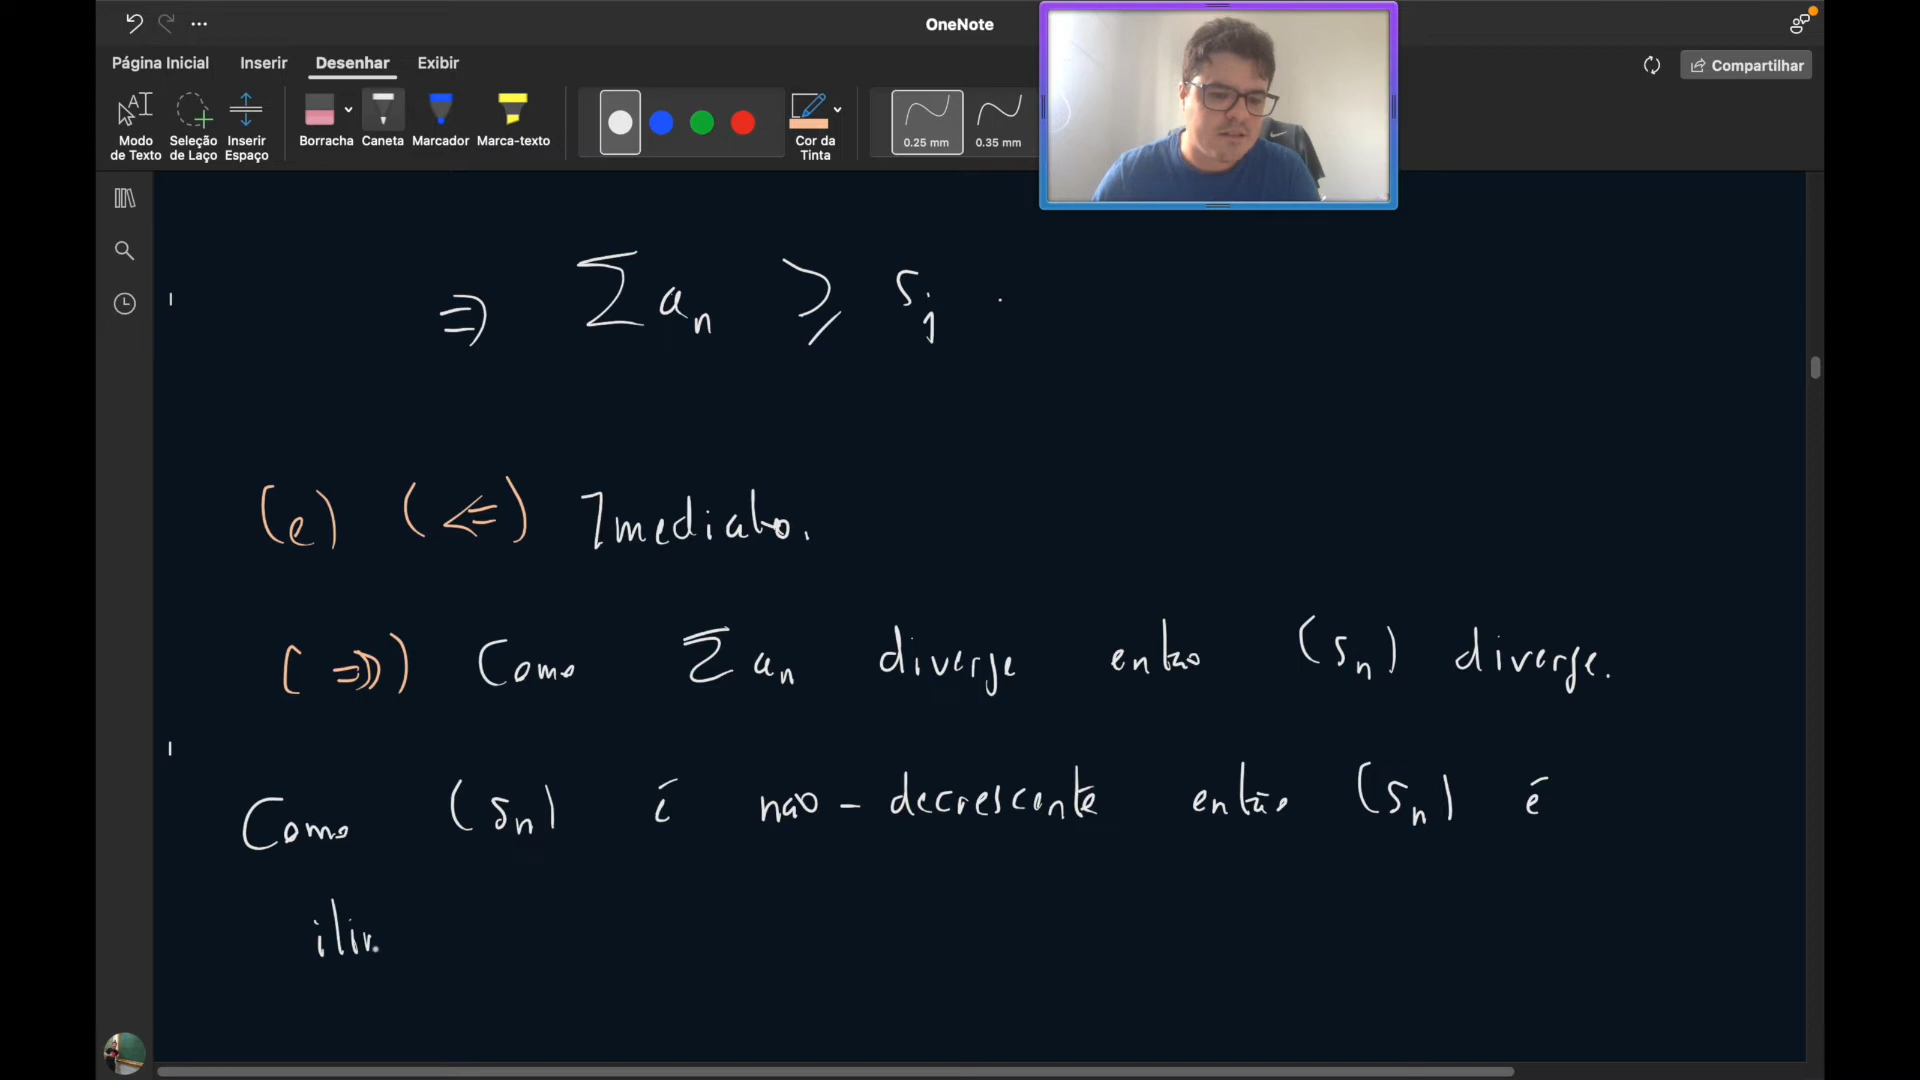 OneNote
Página Inicial Inserir Desenhar Exibir
Compartilhar
Modo de Texto Seleção de Laço Inserir Espaço Borracha Caneta Marcador Marca-texto Cor da Tinta 0.25 mm 0.35 mm
⇒ Σ aₙ ⩾ sⱼ .
(e) (⇐) Imediato.
(⇒) Como Σ aₙ diverge entao (sₙ) diverge.
Como (sₙ) é não-decrescente então (sₙ) é
ilim